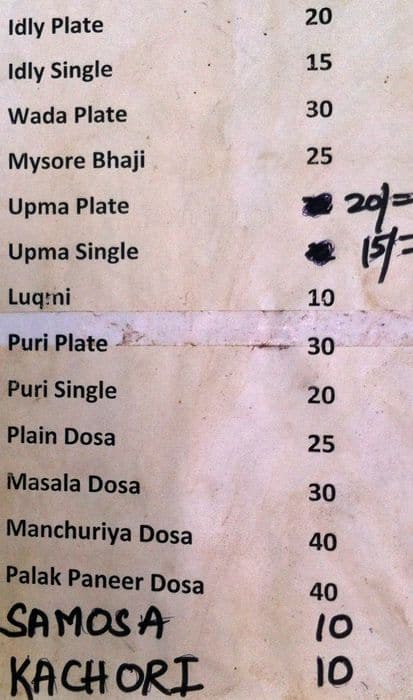 Idly Plate 20
Idly Single 15
Wada Plate 30
Mysore Bhaji 25
Upma Plate 20/=
Upma Single 15/=
Luqmi 10
Puri Plate 30
Puri Single 20
Plain Dosa 25
Masala Dosa 30
Manchuriya Dosa 40
Palak Paneer Dosa 40
SAMOSA 10
KACHORI 10